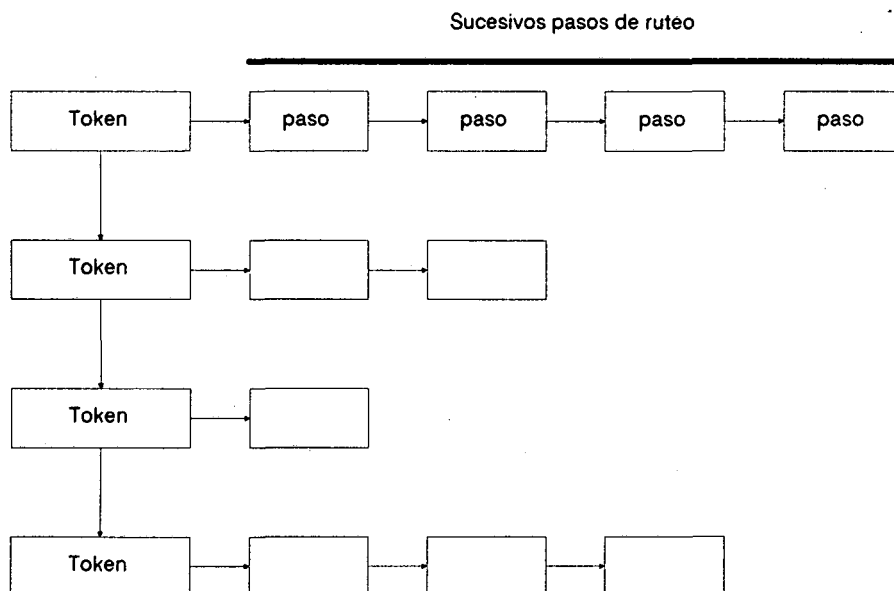 Sucesivos pasos de ruteo
Token paso paso paso paso
Token
Token
Token